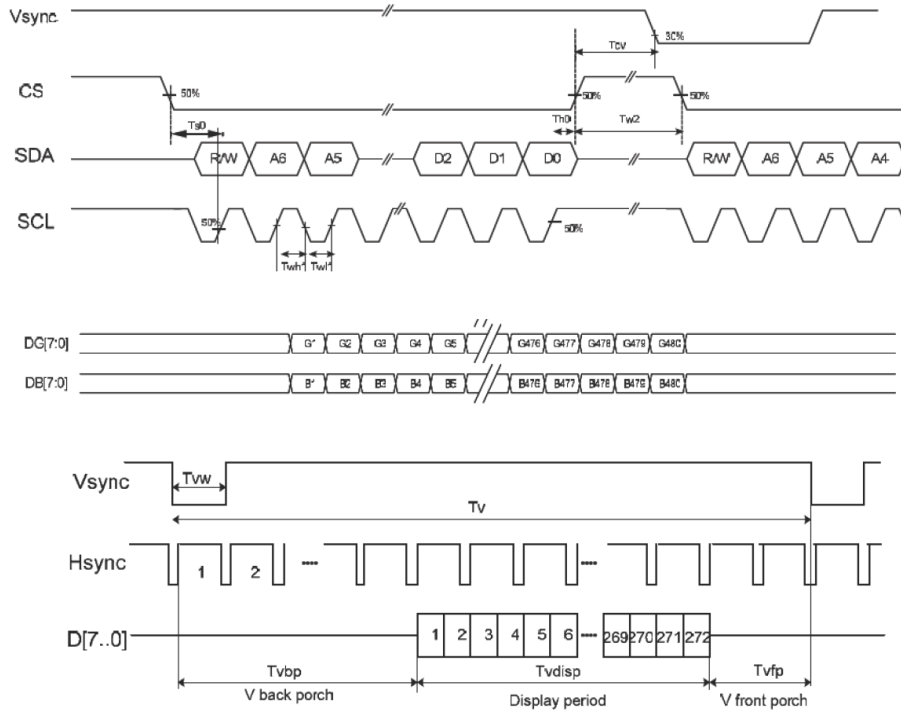 Vsync
30%
Tcv
CS
50%
50%
50%
Ts0
Th0
Tw2
SDA
R/W
A6
A5
D2
D1
D0
R/W
A6
A5
A4
SCL
50%
50%
Twh1
Twl1
DG[7:0]
G1
G2
G3
G4
G5
G476
G477
G478
G479
G480
DB[7:0]
B1
B2
B3
B4
B5
B476
B477
B478
B479
B480
Vsync
Tvw
Tv
Hsync
1
2
D[7..0]
1
2
3
4
5
6
269
270
271
272
Tvbp
Tvdisp
Tvfp
V back porch
Display period
V front porch